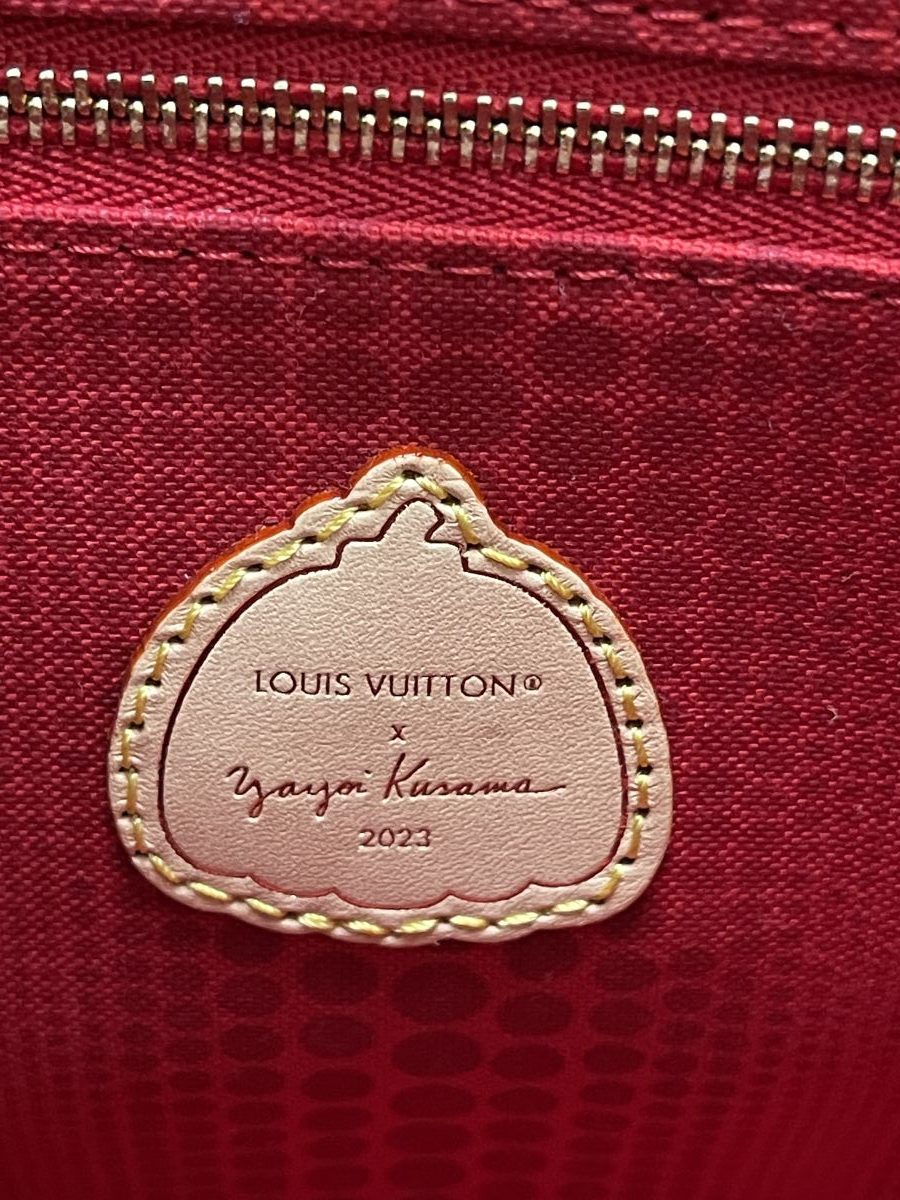 LOUIS VUITTON®
x
Yayoi Kusama
2023